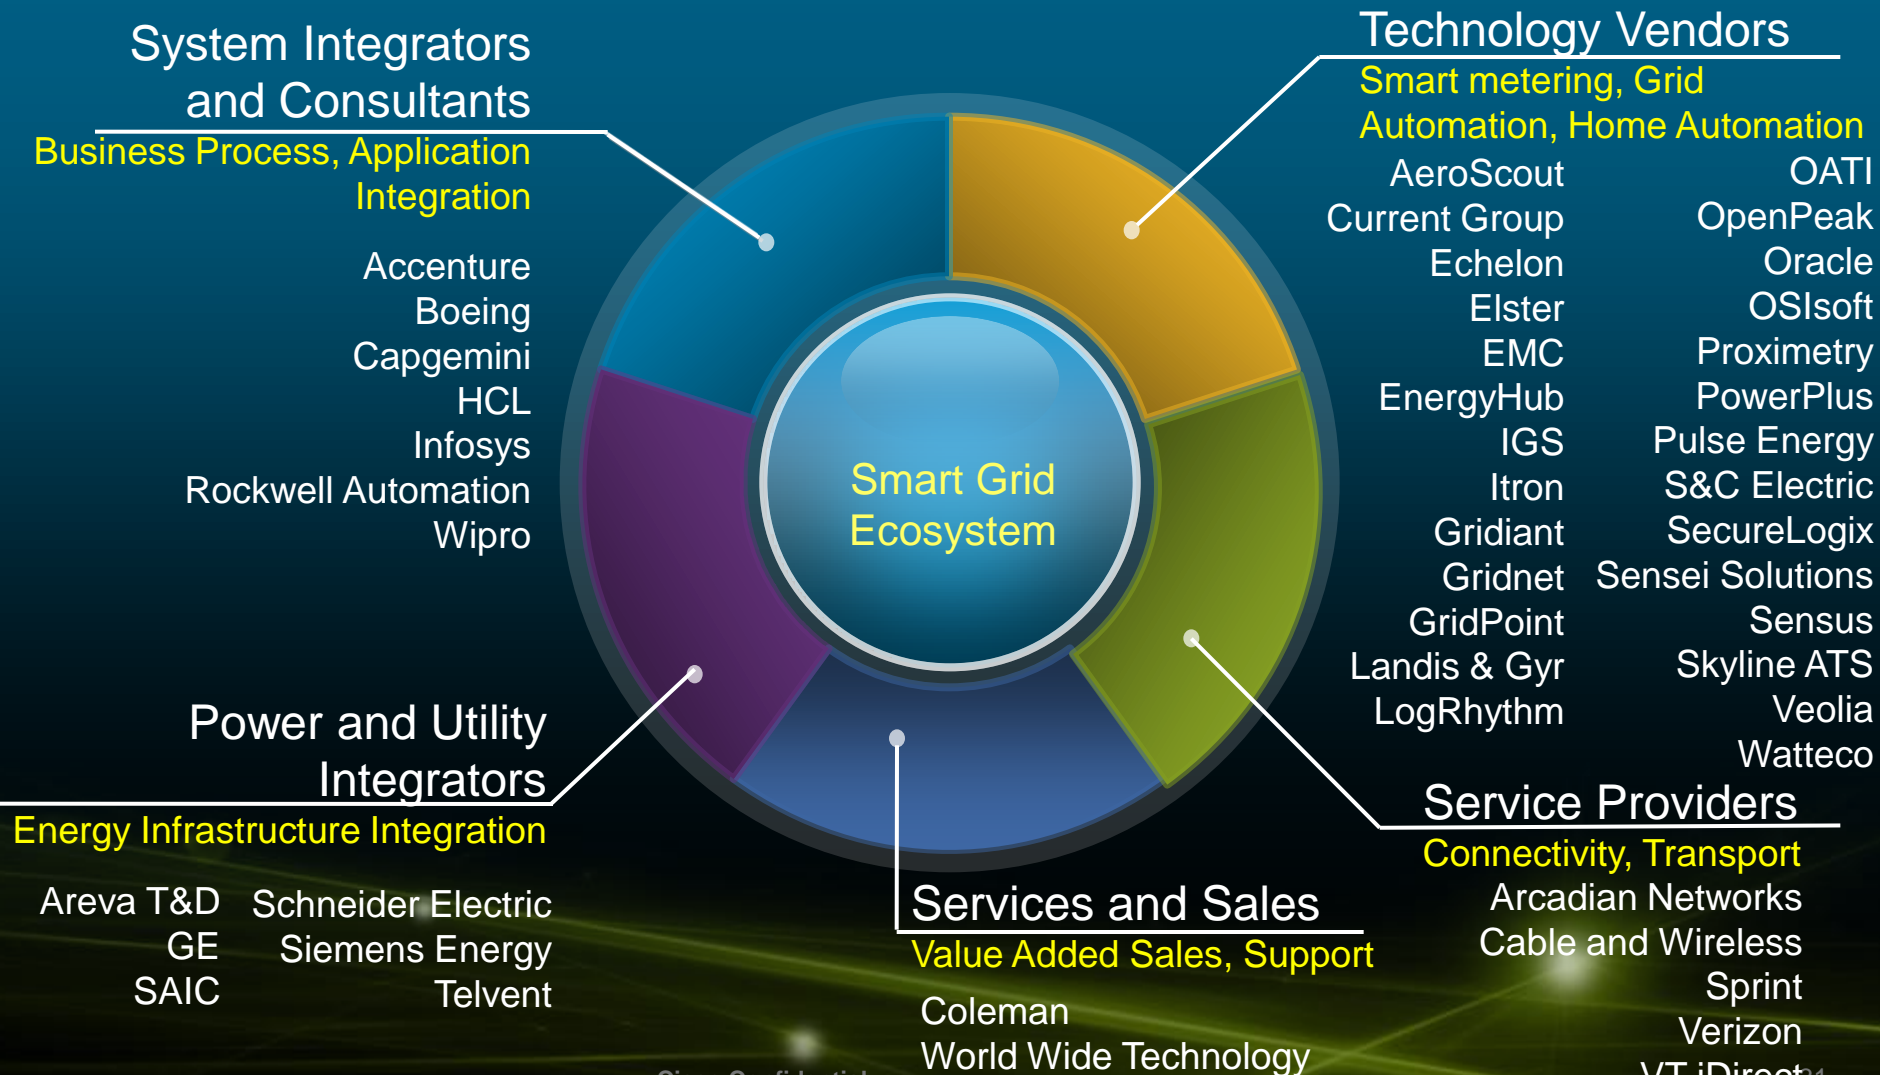 System Integrators
and Consultants
Business Process, Application
Integration
Accenture
Boeing
Capgemini
HCL
Infosys
Rockwell Automation
Wipro
Technology Vendors
Smart metering, Grid
Automation, Home Automation
AeroScout
Current Group
Echelon
Elster
EMC
EnergyHub
IGS
Itron
Gridiant
Gridnet
GridPoint
Landis & Gyr
LogRhythm
OATI
OpenPeak
Oracle
OSIsoft
Proximetry
PowerPlus
Pulse Energy
S&C Electric
SecureLogix
Sensei Solutions
Sensus
Skyline ATS
Veolia
Watteco
Smart Grid
Ecosystem
Power and Utility
Integrators
Energy Infrastructure Integration
Areva T&D
GE
SAIC
Schneider Electric
Siemens Energy
Telvent
Services and Sales
Value Added Sales, Support
Coleman
World Wide Technology
Service Providers
Connectivity, Transport
Arcadian Networks
Cable and Wireless
Sprint
Verizon
VT iDirect